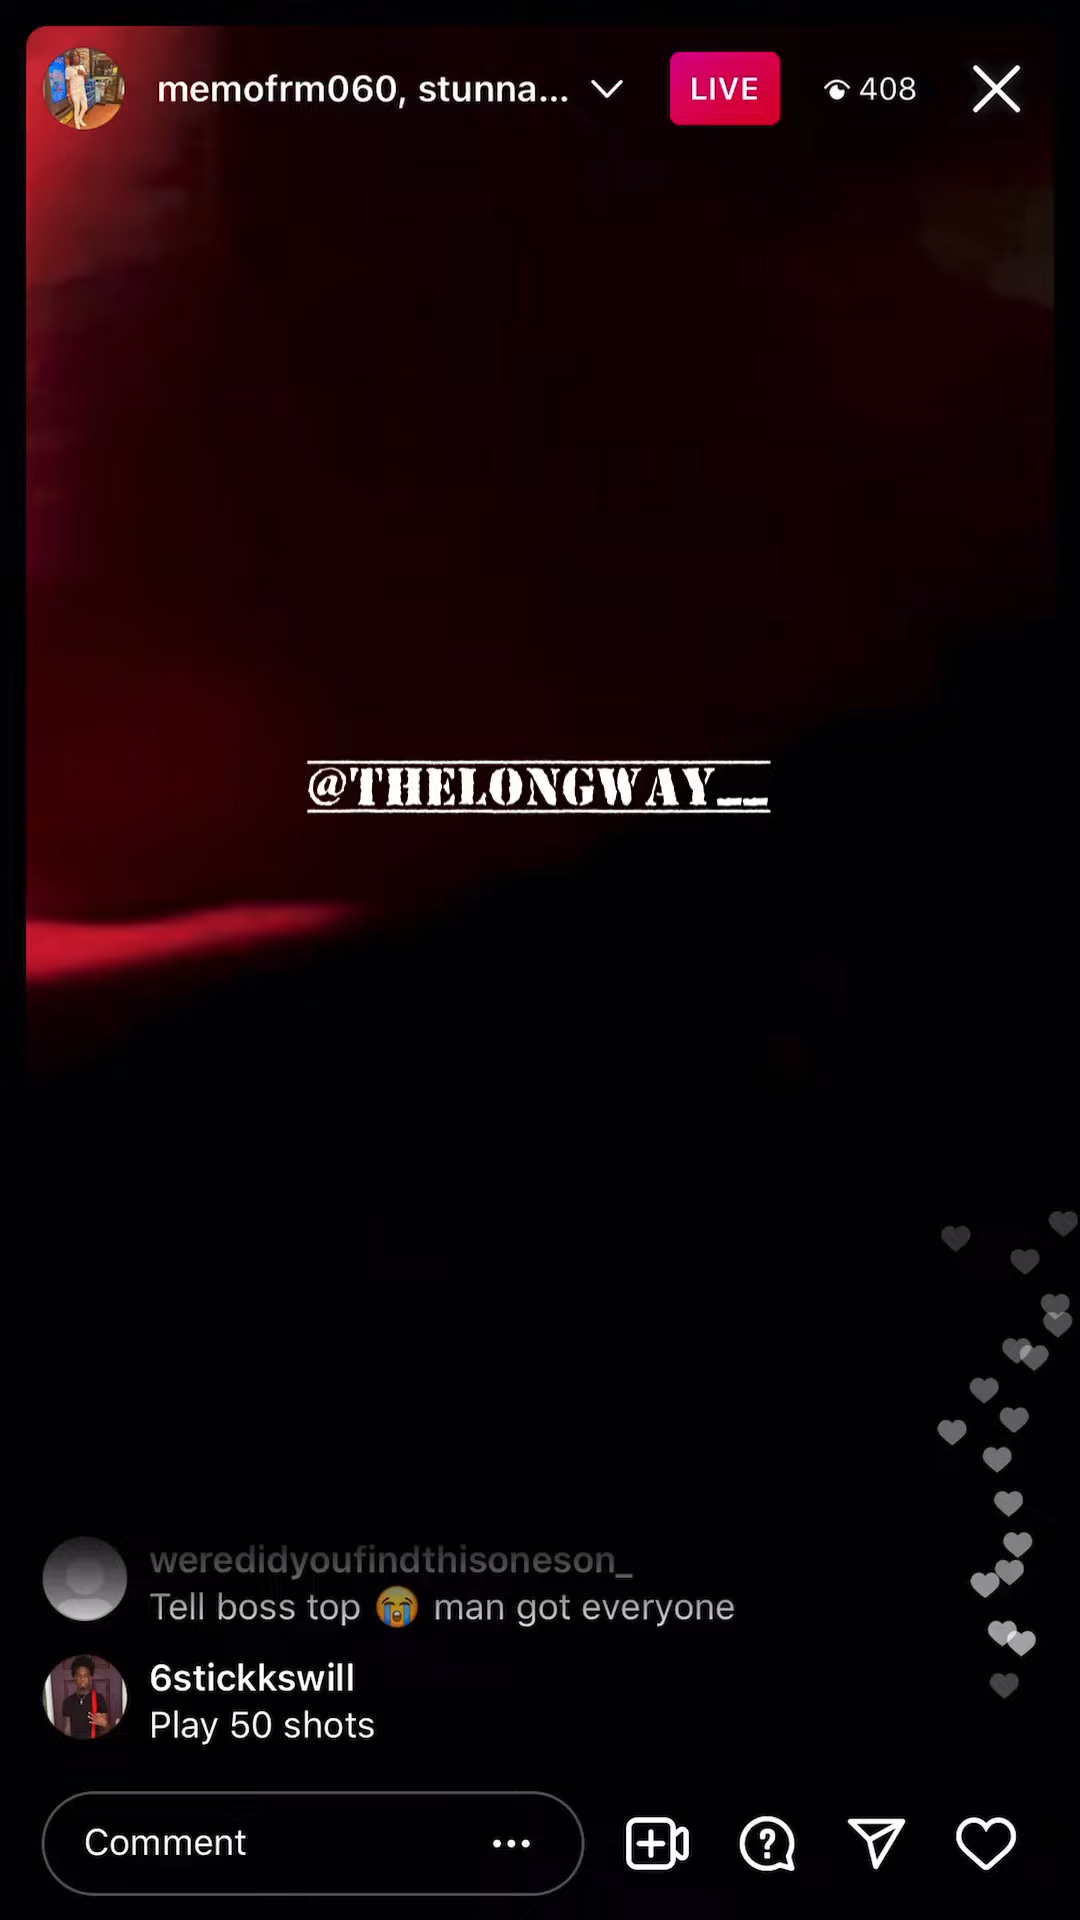 memofrm060, stunna...
LIVE
408
@THELONGWAY__
weredidyoufindthisoneson_
Tell boss top 😭 man got everyone
6stickkswill
Play 50 shots
Comment